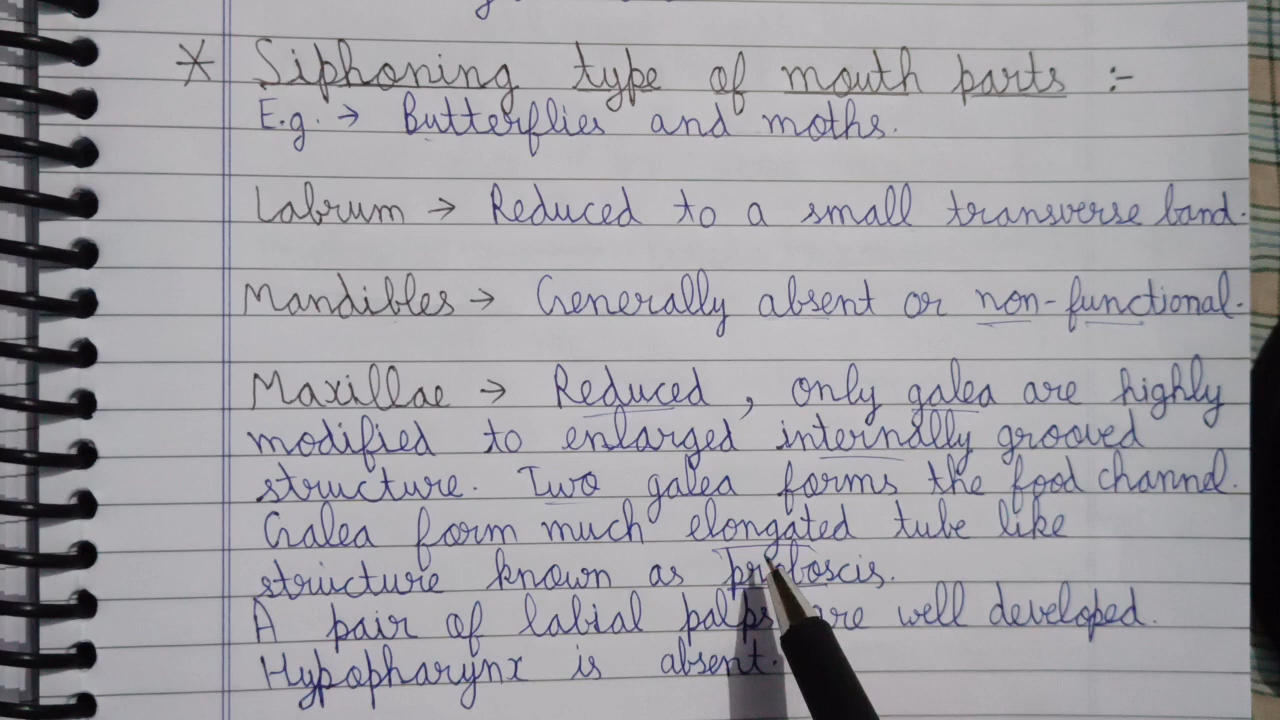 * Siphoning type of mouth parts :-
E.g. → Butterflies and moths.
Labrum → Reduced to a small transverse band.
Mandibles → Generally absent or non-functional.
Maxillae → Reduced, only galea are highly
modified to enlarged internally grooved
structure. Two galea forms the food channel.
Galea form much elongated tube like
structure known as proboscis.
A pair of labial palps are well developed.
Hypopharynx is absent.